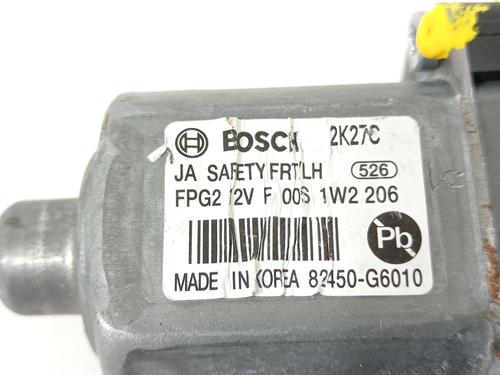 BOSCH 2K27C
JA SAFETY FRT/LH 526
FPG2 12V F 00S 1W2 206
Pb
MADE IN KOREA 82450-G6010